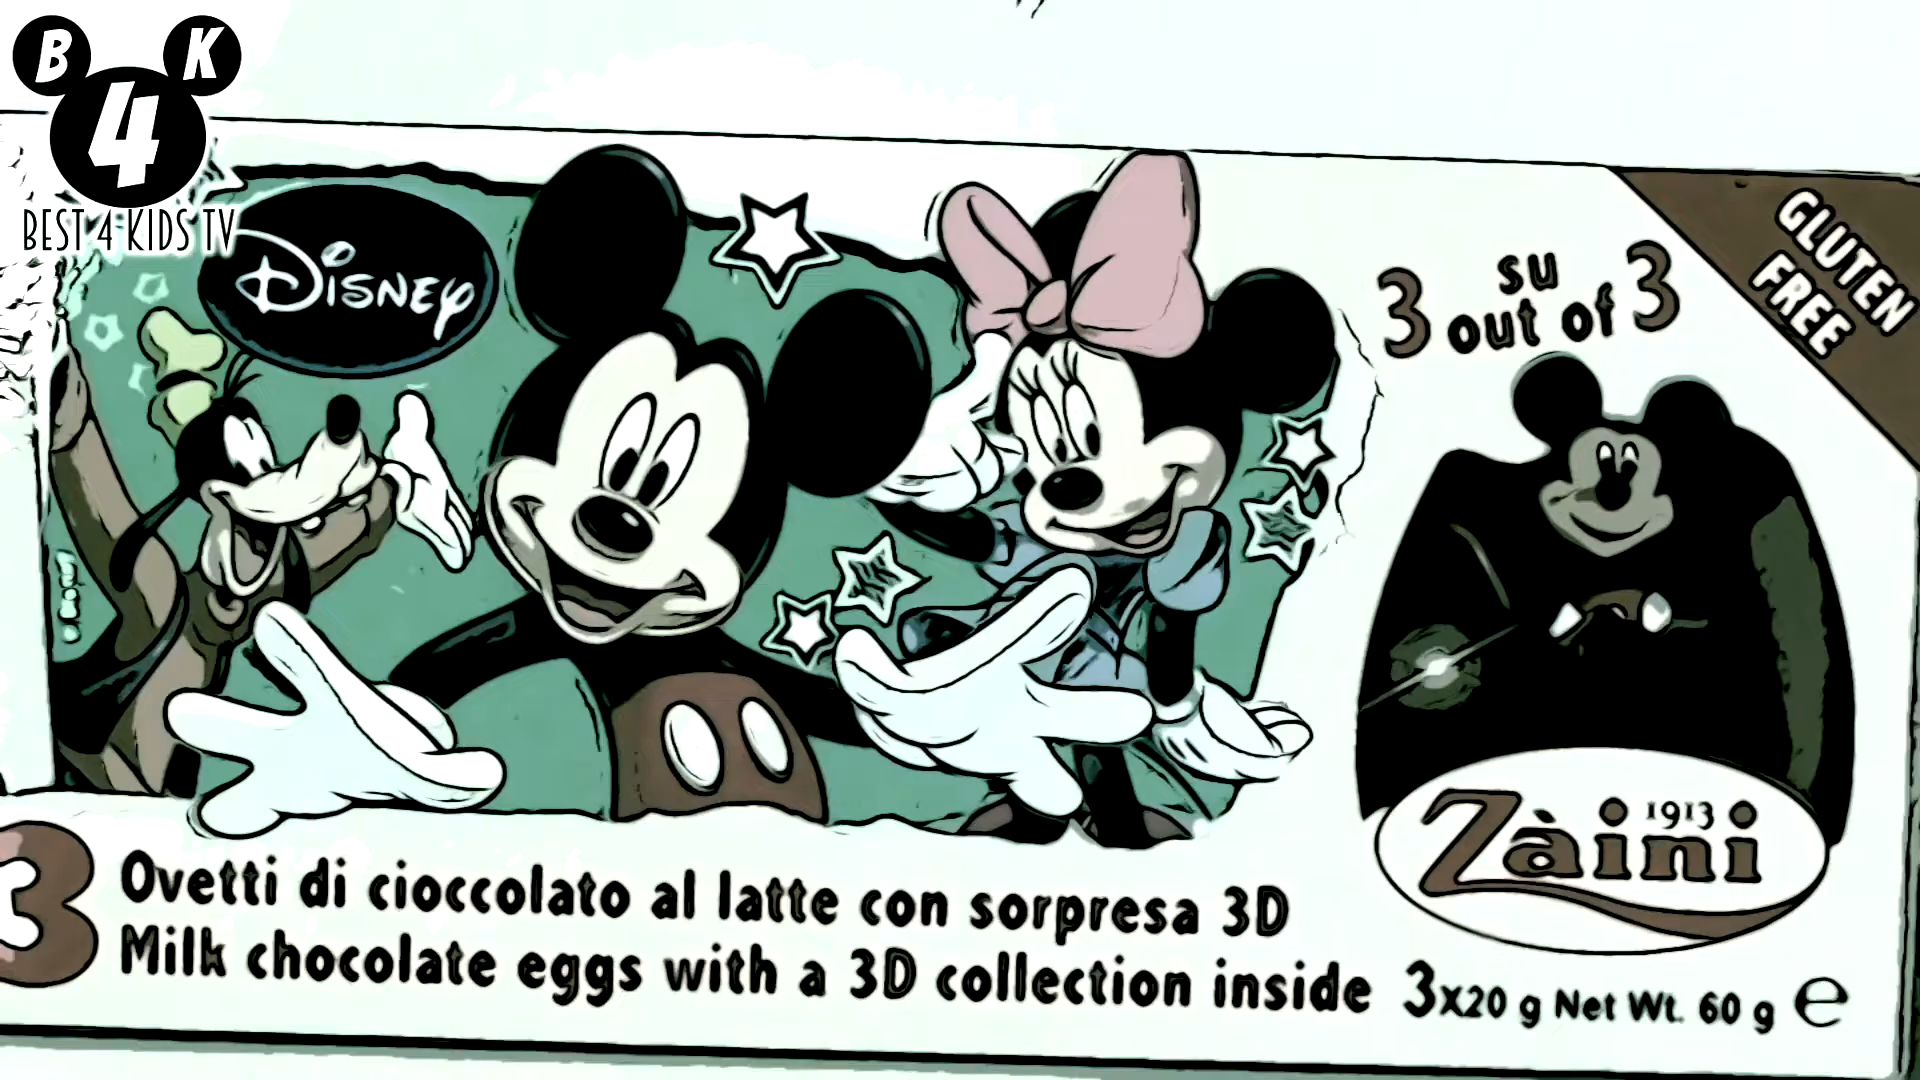 B K
4
BEST 4 KIDS TV
DISNEY
3 su 3
out of
GLUTEN
FREE
1913
Zàini
3 Ovetti di cioccolato al latte con sorpresa 3D
Milk chocolate eggs with a 3D collection inside
3x20 g Net Wt. 60 g e